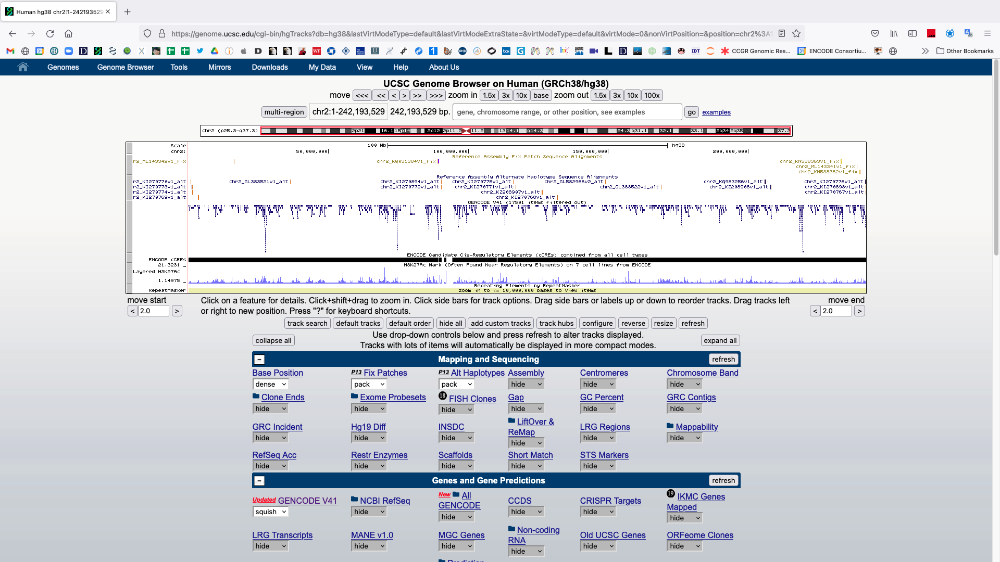 Human hg38 chr2:1-242193529
https://genome.ucsc.edu/cgi-bin/hgTracks?db=hg38&lastVirtModeType=default&lastVirtModeExtraState=&virtModeType=default&virtMode=0&nonVirtPosition=&position=chr2%3A1
CCGR Genomic Res... ENCODE Consortiu... Other Bookmarks
Genomes Genome Browser Tools Mirrors Downloads My Data View Help About Us
UCSC Genome Browser on Human (GRCh38/hg38)
move <<< << < > >> >>> zoom in 1.5x 3x 10x base zoom out 1.5x 3x 10x 100x
multi-region chr2:1-242,193,529 242,193,529 bp. gene, chromosome range, or other position, see examples go examples
chr2 (p25.3-q37.3) 2p21 16.1 15p14 2p12 2p11.2 11.2 13 14.1 q14.3 24.3 q31.1 32.1 33.1 2q34 2q35 37.3
Scale 100 Mb hg38
chr2: 50,000,000 100,000,000 150,000,000 200,000,000
Reference Assembly Fix Patch Sequence Alignments
r2_ML143342v1_fix chr2_KQ031384v1_fix chr2_KN538363v1_fix
chr2_ML143341v1_fix
chr2_KN538362v1_fix
Reference Assembly Alternate Haplotype Sequence Alignments
r2_KI270770v1_alt chr2_GL383521v1_alt chr2_KI270894v1_alt chr2_KI270775v1_alt chr2_GL582966v2_alt chr2_KQ983256v1_alt chr2_KI270776v1_alt
r2_KI270773v1_alt chr2_KI270772v1_alt chr2_KI270771v1_alt chr2_GL383522v1_alt chr2_KZ208908v1_alt chr2_KI270893v1_alt
r2_KI270774v1_alt chr2_KZ208907v1_alt chr2_KI270767v1_alt
r2_KI270769v1_alt chr2_KI270768v1_alt
GENCODE V41 (17501 items filtered out)
ENCODE Candidate Cis-Regulatory Elements (cCREs) combined from all cell types
ENCODE cCREs
21.3231 _ H3K27Ac Mark (Often Found Near Regulatory Elements) on 7 cell lines from ENCODE
Layered H3K27Ac
1.14975 _
Repeating Elements by RepeatMasker
RepeatMasker zoom in to <= 10,000,000 bases to view items
move start Click on a feature for details. Click+shift+drag to zoom in. Click side bars for track options. Drag side bars or labels up or down to reorder tracks. Drag tracks left move end
< 2.0 > or right to new position. Press "?" for keyboard shortcuts. < 2.0 >
track search default tracks default order hide all add custom tracks track hubs configure reverse resize refresh
collapse all Use drop-down controls below and press refresh to alter tracks displayed. expand all
Tracks with lots of items will automatically be displayed in more compact modes.
- Mapping and Sequencing refresh
Base Position P13 Fix Patches P13 Alt Haplotypes Assembly Centromeres Chromosome Band
dense pack pack hide hide hide
Clone Ends Exome Probesets 18 FISH Clones Gap GC Percent GRC Contigs
hide hide hide hide hide hide
GRC Incident Hg19 Diff INSDC LiftOver & ReMap LRG Regions Mappability
hide hide hide hide hide hide
RefSeq Acc Restr Enzymes Scaffolds Short Match STS Markers
hide hide hide hide hide
- Genes and Gene Predictions refresh
Updated GENCODE V41 NCBI RefSeq New All GENCODE CCDS CRISPR Targets 19 IKMC Genes Mapped
squish hide hide hide hide hide
LRG Transcripts MANE v1.0 MGC Genes Non-coding RNA Old UCSC Genes ORFeome Clones
hide hide hide hide hide hide